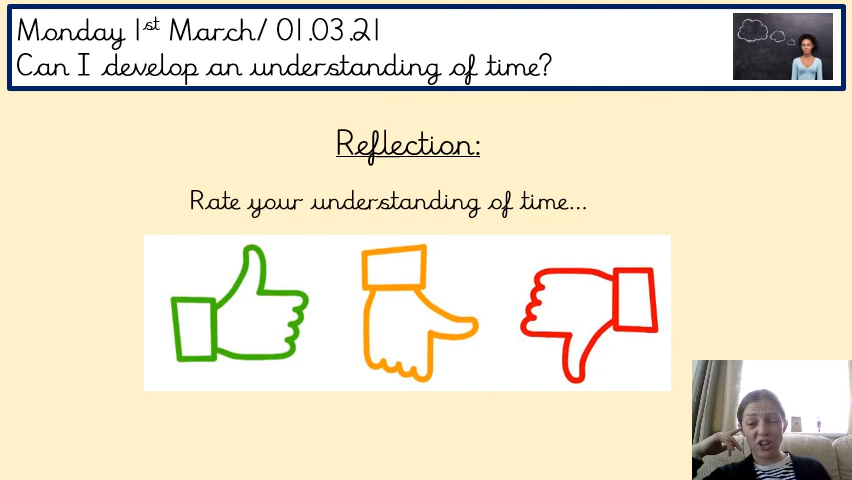 Monday 1st March/ 01.03.21
Can I develop an understanding of time?
Reflection:
Rate your understanding of time...